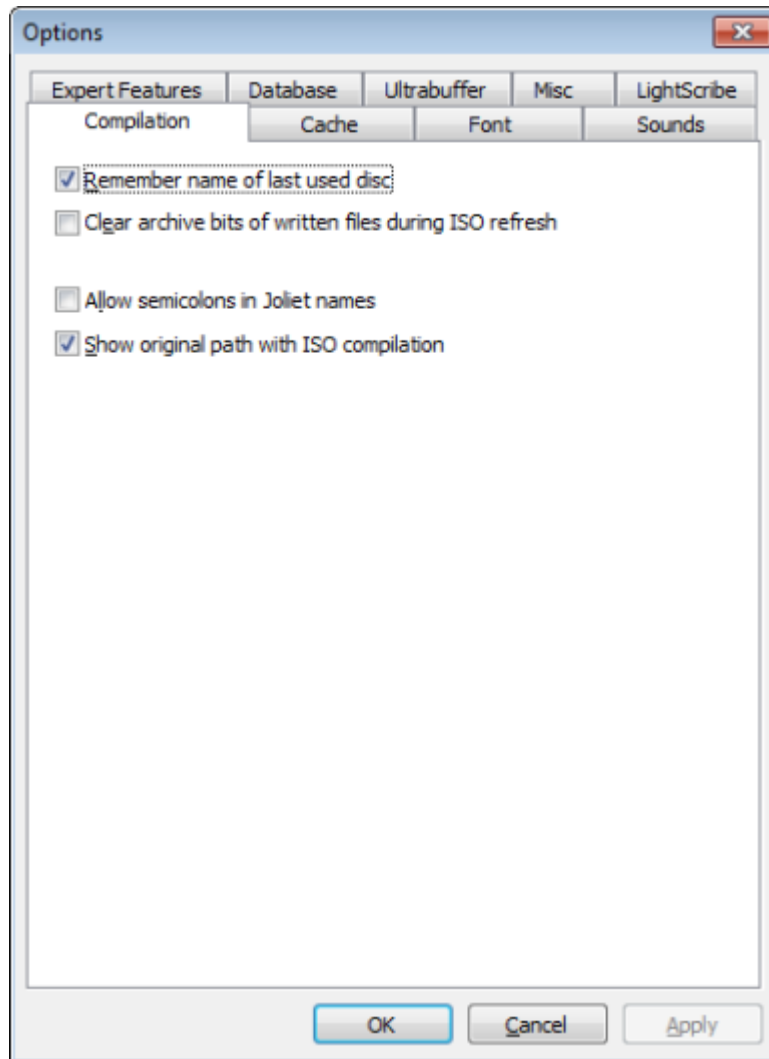 Options
Expert Features Database Ultrabuffer Misc LightScribe
Compilation Cache Font Sounds
Remember name of last used disc
Clear archive bits of written files during ISO refresh
Allow semicolons in Joliet names
Show original path with ISO compilation
OK Cancel Apply